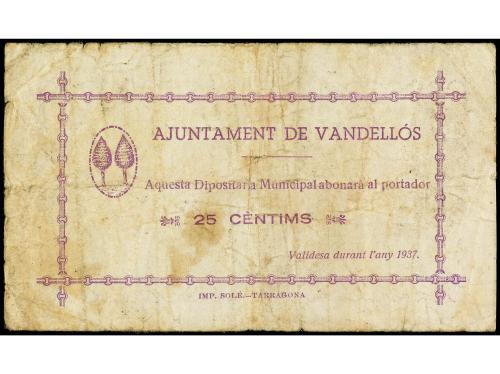 AJUNTAMENT DE VANDELLÓS
Aquesta Dipositaria Municipal abonarà al portador
25 CÈNTIMS
Validesa durant l'any 1937.
IMP. SOLÉ.—TARRAGONA